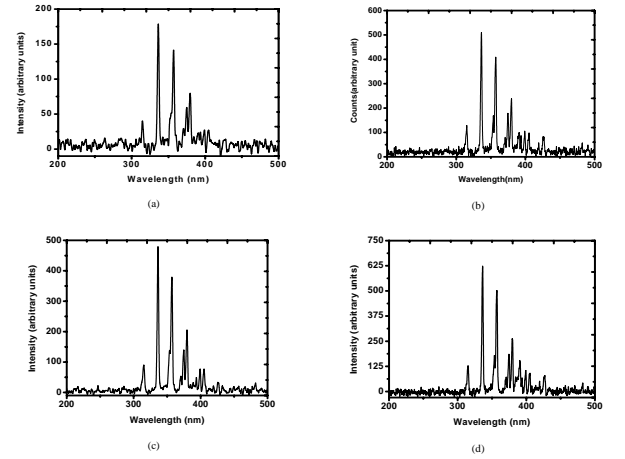 200
150
100
50
0
200 300 400 500
Intensity (arbitrary units)
Wavelength (nm)
(a)
600
500
400
300
200
100
0
200 300 400 500
Counts(arbitrary unit)
Wavelength(nm)
(b)
500
400
300
200
100
0
200 300 400 500
Intensity (arbitrary units)
Wavelength (nm)
(c)
750
625
500
375
250
125
0
200 300 400 500
Intensity (arbitrary units)
Wavelength (nm)
(d)